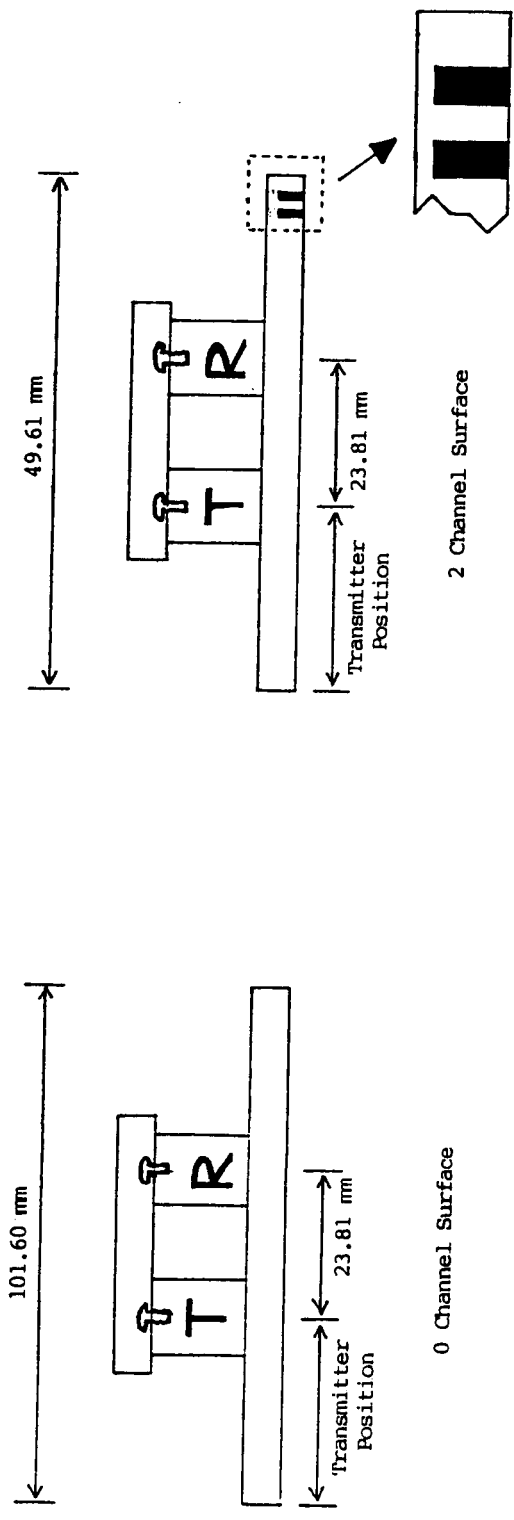 101.60 mm
T
R
23.81 mm
Transmitter
Position
0 Channel Surface
49.61 mm
T
R
23.81 mm
Transmitter
Position
2 Channel Surface